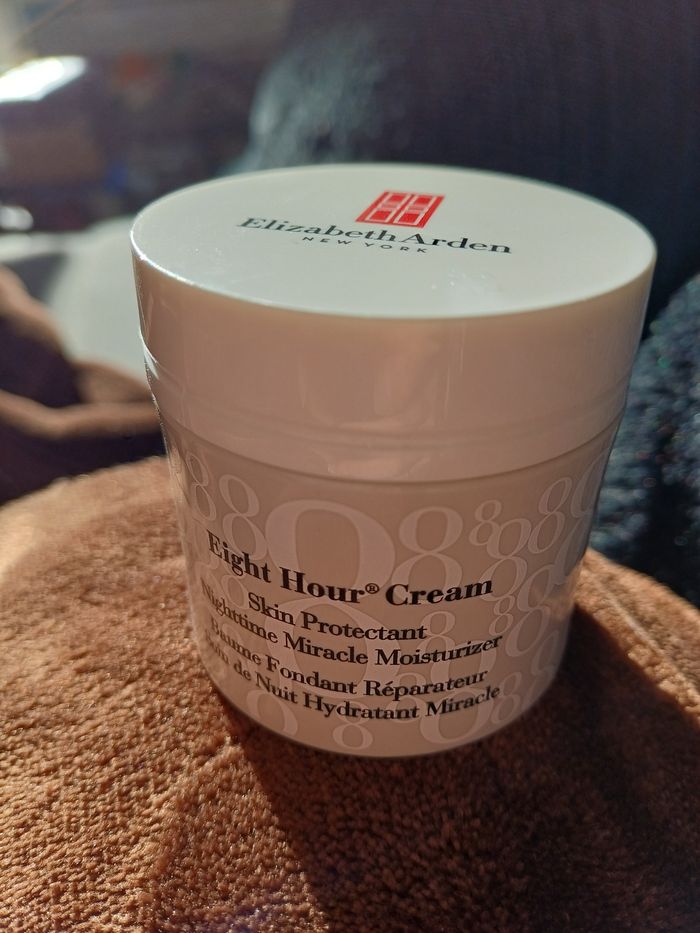 Elizabeth Arden
NEW YORK
Eight Hour® Cream
Skin Protectant
Nighttime Miracle Moisturizer
Baume Fondant Réparateur
Soin de Nuit Hydratant Miracle